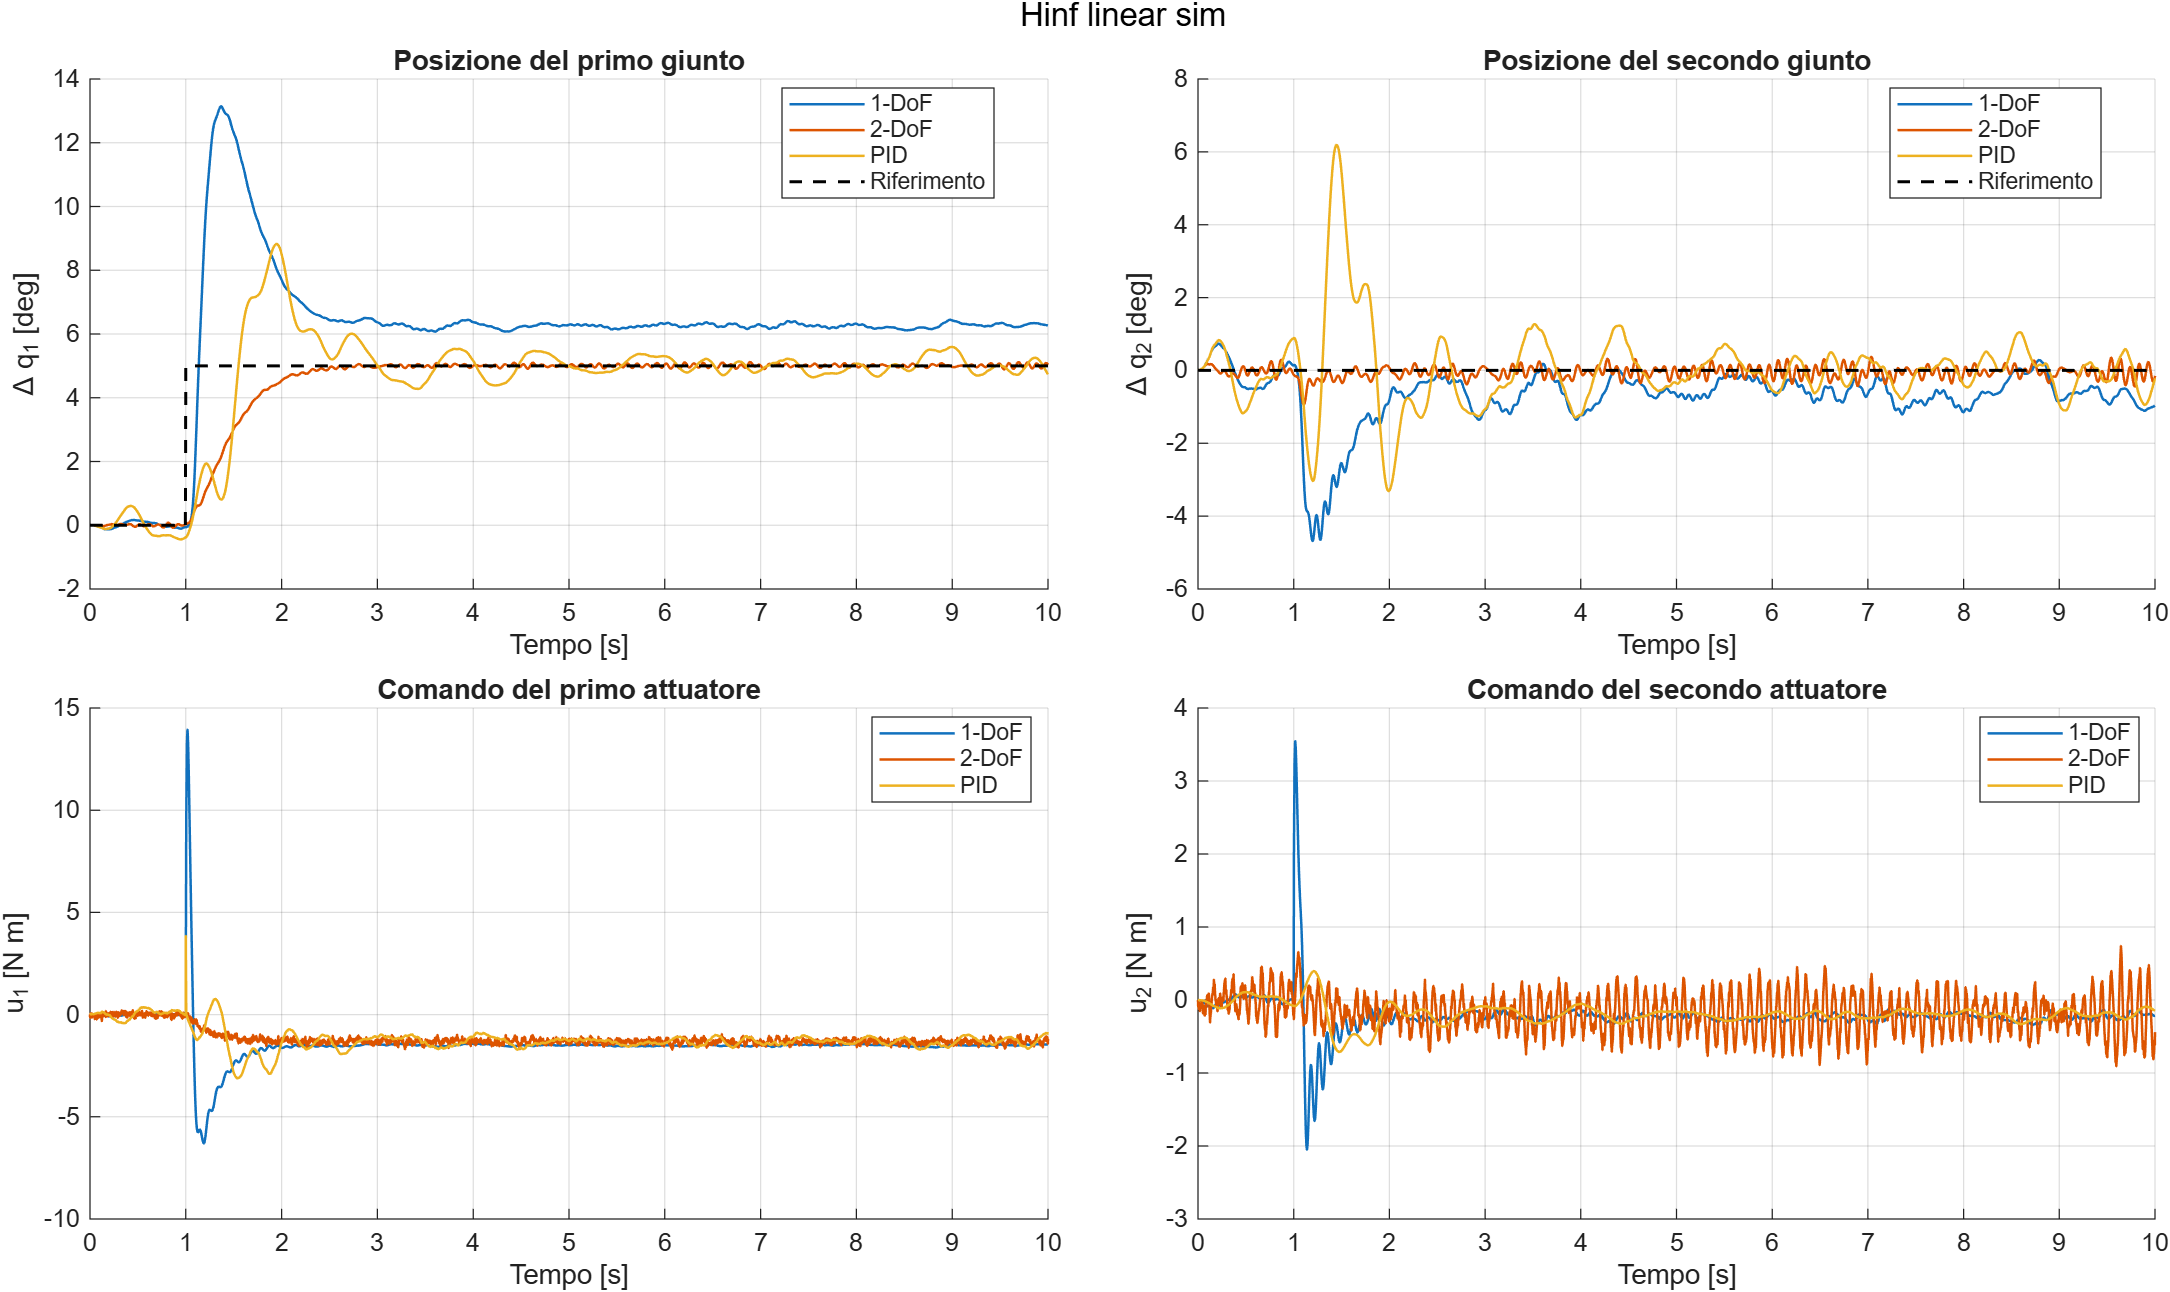 Hinf linear sim
Posizione del primo giunto
14
12
10
8
6
4
2
0
-2
Δ q1 [deg]
1-DoF
2-DoF
PID
Riferimento
0 1 2 3 4 5 6 7 8 9 10
Tempo [s]
Posizione del secondo giunto
8
6
4
2
0
-2
-4
-6
Δ q2 [deg]
1-DoF
2-DoF
PID
Riferimento
0 1 2 3 4 5 6 7 8 9 10
Tempo [s]
Comando del primo attuatore
15
10
5
0
-5
-10
u1 [N m]
1-DoF
2-DoF
PID
0 1 2 3 4 5 6 7 8 9 10
Tempo [s]
Comando del secondo attuatore
4
3
2
1
0
-1
-2
-3
u2 [N m]
1-DoF
2-DoF
PID
0 1 2 3 4 5 6 7 8 9 10
Tempo [s]